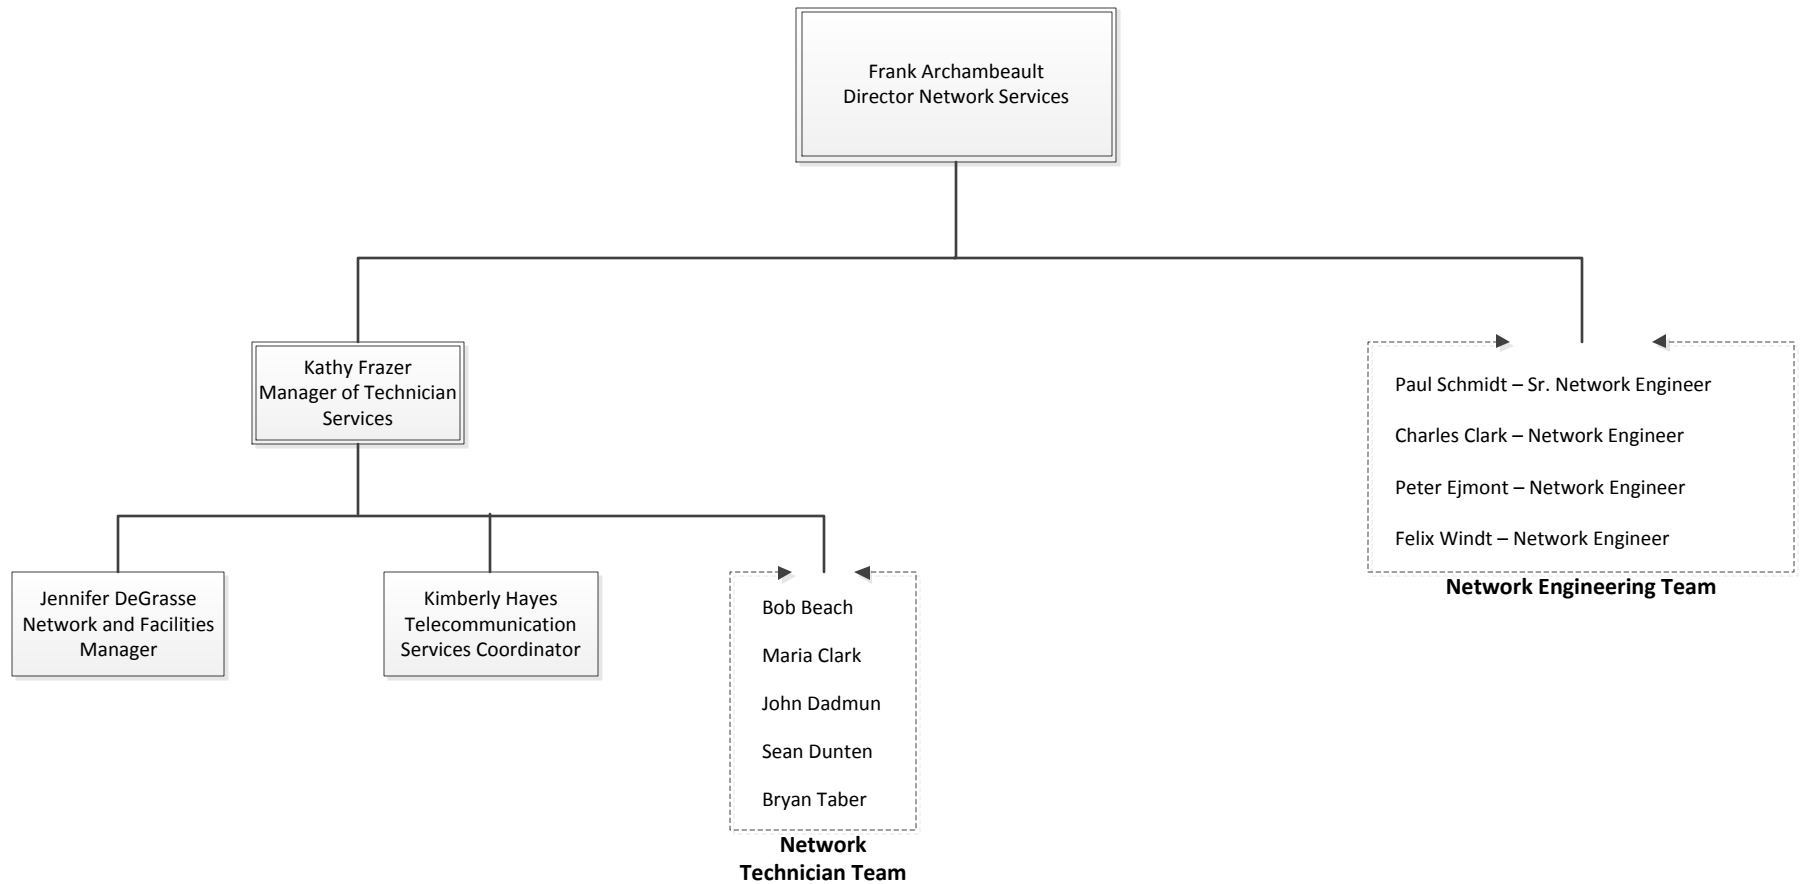 Frank Archambeault
Director Network Services
Kathy Frazer
Manager of Technician
Services
Paul Schmidt – Sr. Network Engineer
Charles Clark – Network Engineer
Peter Ejmont – Network Engineer
Felix Windt – Network Engineer
Network Engineering Team
Jennifer DeGrasse
Network and Facilities
Manager
Kimberly Hayes
Telecommunication
Services Coordinator
Bob Beach
Maria Clark
John Dadmun
Sean Dunten
Bryan Taber
Network
Technician Team